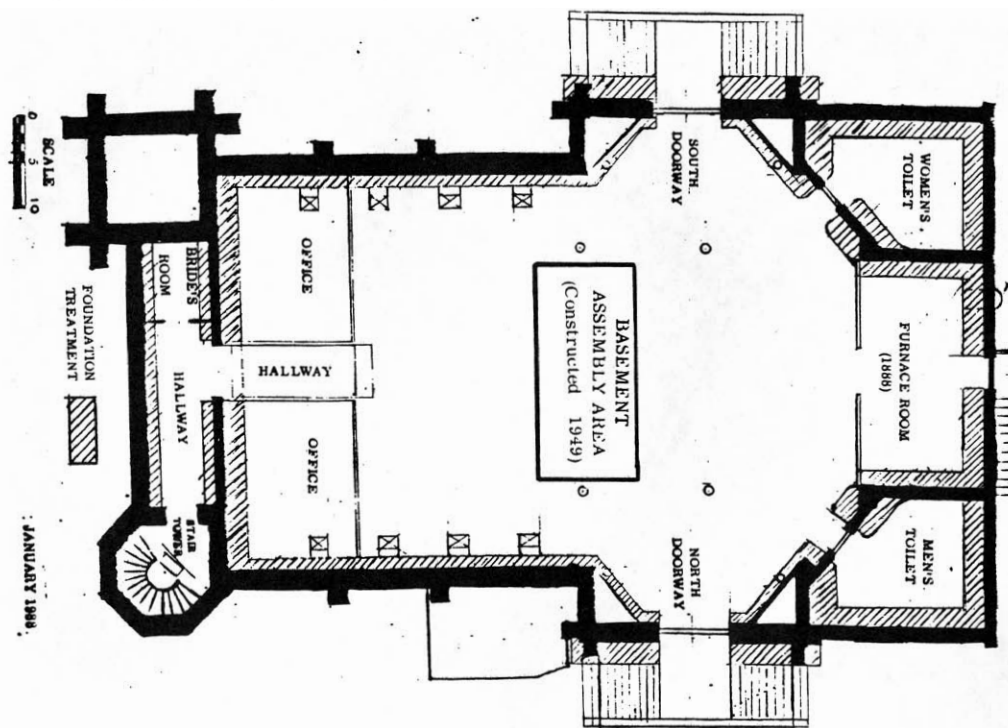 WOMEN'S
TOILET
FURNACE ROOM
(1888)
MEN'S
TOILET
SOUTH
DOORWAY
NORTH
DOORWAY
BASEMENT
ASSEMBLY AREA
(Constructed 1949)
OFFICE
HALLWAY
OFFICE
BRIDE'S
ROOM
HALLWAY
STAIR
TOWER
FOUNDATION
TREATMENT
SCALE
0 5 10
JANUARY 1988